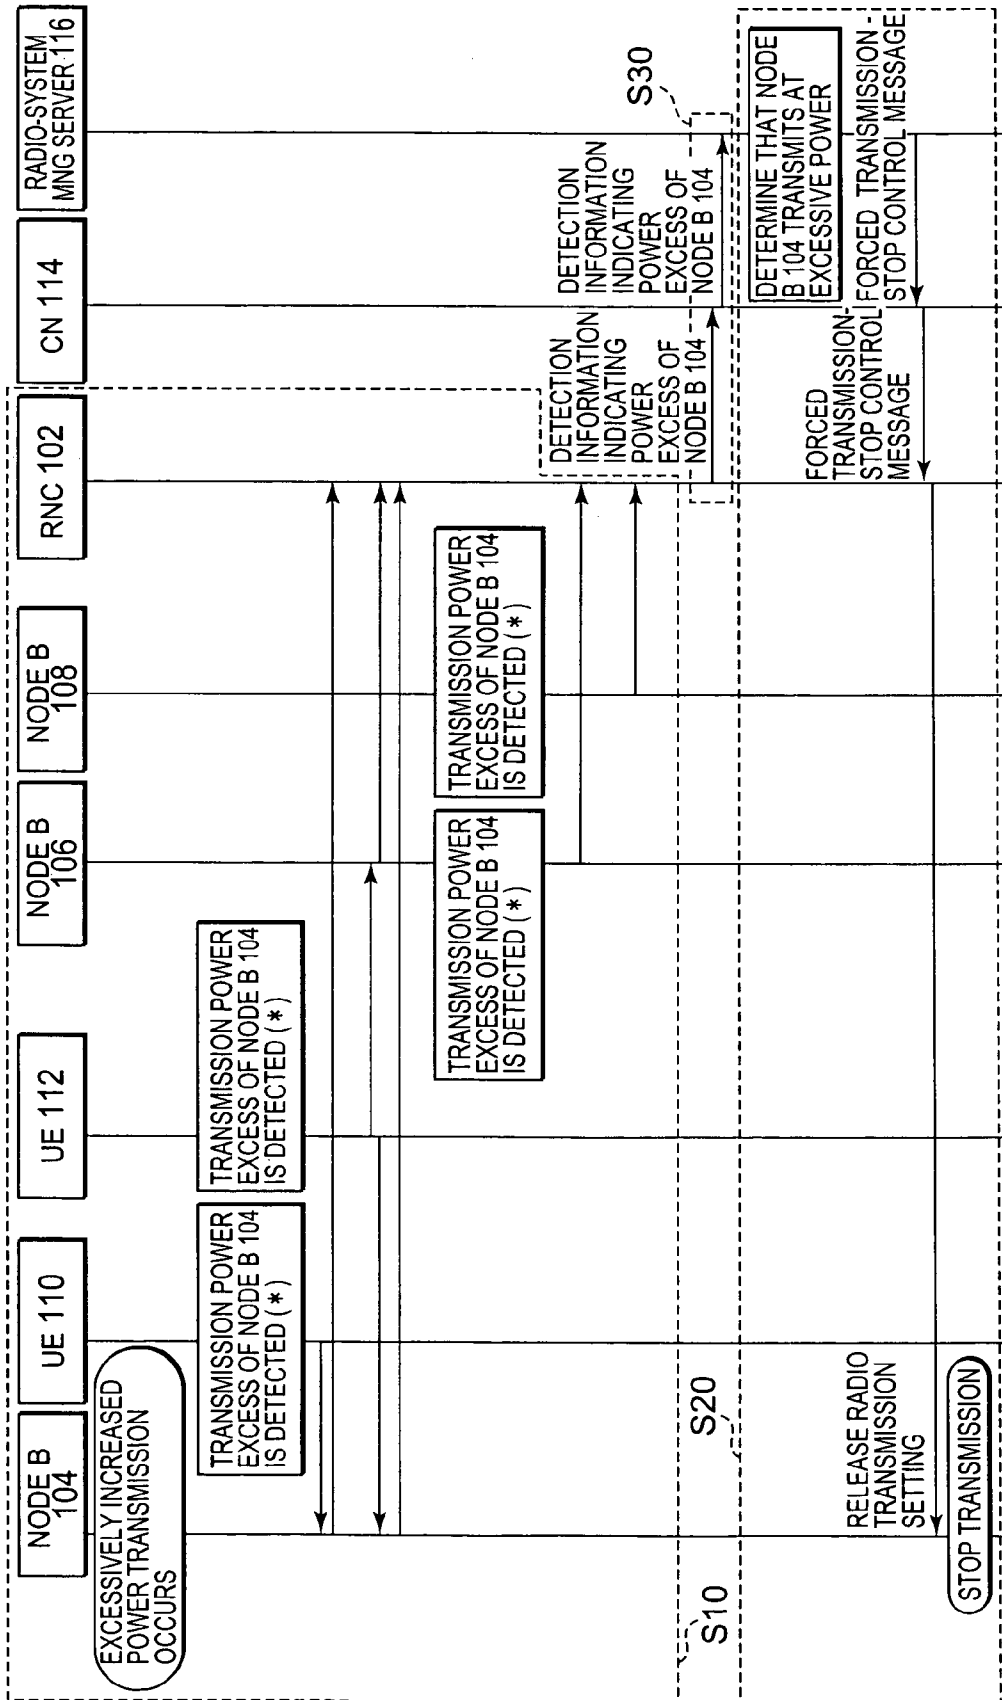 NODE B
104
UE 110
UE 112
NODE B
106
NODE B
108
RNC 102
CN 114
RADIO-SYSTEM
MNG SERVER 116
EXCESSIVELY INCREASED
POWER TRANSMISSION
OCCURS
TRANSMISSION POWER
EXCESS OF NODE B 104
IS DETECTED (*)
TRANSMISSION POWER
EXCESS OF NODE B 104
IS DETECTED (*)
TRANSMISSION POWER
EXCESS OF NODE B 104
IS DETECTED (*)
TRANSMISSION POWER
EXCESS OF NODE B 104
IS DETECTED (*)
DETECTION
INFORMATION
INDICATING
POWER
EXCESS OF
NODE B 104
DETECTION
INFORMATION
INDICATING
POWER
EXCESS OF
NODE B 104
S30
S10
S20
DETERMINE THAT NODE
B 104 TRANSMITS AT
EXCESSIVE POWER
FORCED
TRANSMISSION-
STOP CONTROL
MESSAGE
FORCED TRANSMISSION-
STOP CONTROL MESSAGE
RELEASE RADIO
TRANSMISSION
SETTING
STOP TRANSMISSION